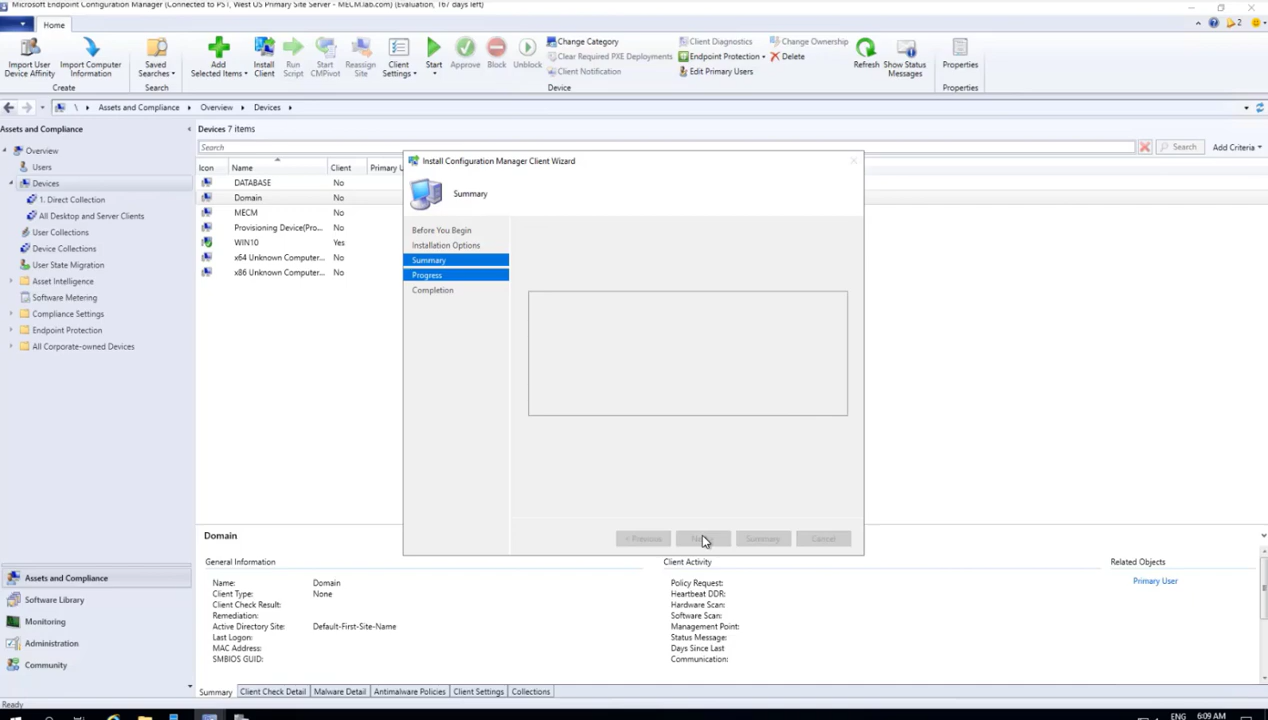 Microsoft Endpoint Configuration Manager (Connected to PST, West US Primary Site Server - MECM.lab.com) (Evaluation, 167 days left)
Home
2
Import User Device Affinity
Import Computer Information
Create
Saved Searches
Search
Add Selected Items
Install Client
Run Script
Start CMPivot
Reassign Site
Client Settings
Start
Approve
Block
Unblock
Change Category
Clear Required PXE Deployments
Client Notification
Client Diagnostics
Endpoint Protection
Edit Primary Users
Change Ownership
Delete
Device
Refresh
Show Status Messages
Properties
Properties
\ Assets and Compliance Overview Devices
Assets and Compliance
Overview
Users
Devices
1. Direct Collection
All Desktop and Server Clients
User Collections
Device Collections
User State Migration
Asset Intelligence
Software Metering
Compliance Settings
Endpoint Protection
All Corporate-owned Devices
Assets and Compliance
Software Library
Monitoring
Administration
Community
Devices 7 items
Search
Search
Add Criteria
Icon Name Client Primary U
DATABASE No
Domain No
MECM No
Provisioning Device(Pro... No
WIN10 Yes
x64 Unknown Computer... No
x86 Unknown Computer... No
Install Configuration Manager Client Wizard
Summary
Before You Begin
Installation Options
Summary
Progress
Completion
< Previous
Summary
Cancel
Domain
General Information
Name: Domain
Client Type: None
Client Check Result:
Remediation:
Active Directory Site: Default-First-Site-Name
Last Logon:
MAC Address:
SMBIOS GUID:
Client Activity
Policy Request:
Heartbeat DDR:
Hardware Scan:
Software Scan:
Management Point:
Status Message:
Days Since Last
Communication:
Related Objects
Primary User
Summary Client Check Detail Malware Detail Antimalware Policies Client Settings Collections
Ready
ENG 6:09 AM